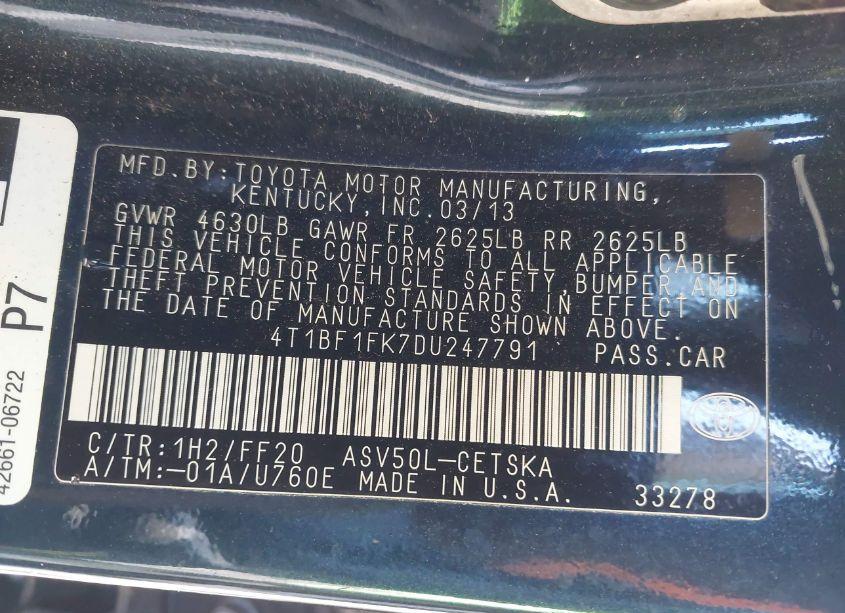 MFD.BY:TOYOTA MOTOR MANUFACTURING,
KENTUCKY,INC.03/13
GVWR 4630LB GAWR FR 2625LB RR 2625LB
THIS VEHICLE CONFORMS TO ALL APPLICABLE
FEDERAL MOTOR VEHICLE SAFETY,BUMPER AND
THEFT PREVENTION STANDARDS IN EFFECT ON
THE DATE OF MANUFACTURE SHOWN ABOVE.
4T1BF1FK7DU247791 PASS.CAR
C/TR:1H2/FF20 ASV50L-CETSKA
A/TM:-01A/U760E MADE IN U.S.A. 33278
42661-06722 P7